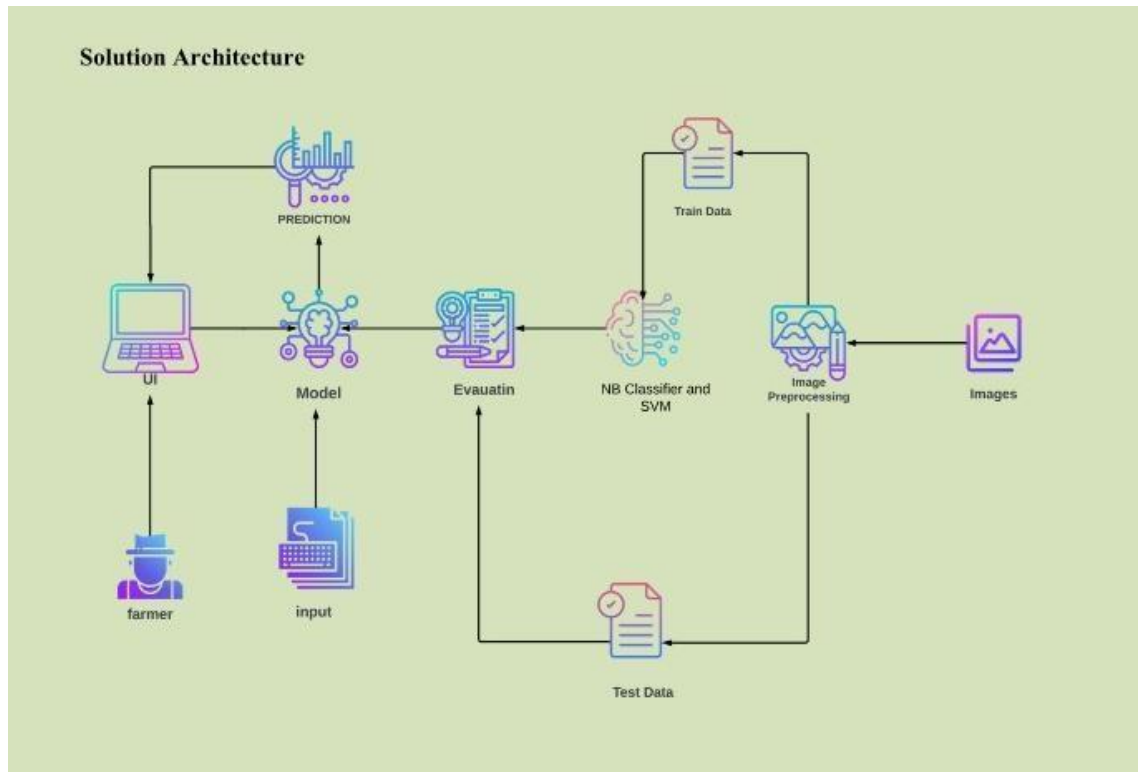 Solution Architecture
Train Data
PREDICTION
UI
Model
Evauatin
NB Classifier and
SVM
Image
Preprocessing
Images
farmer
input
Test Data